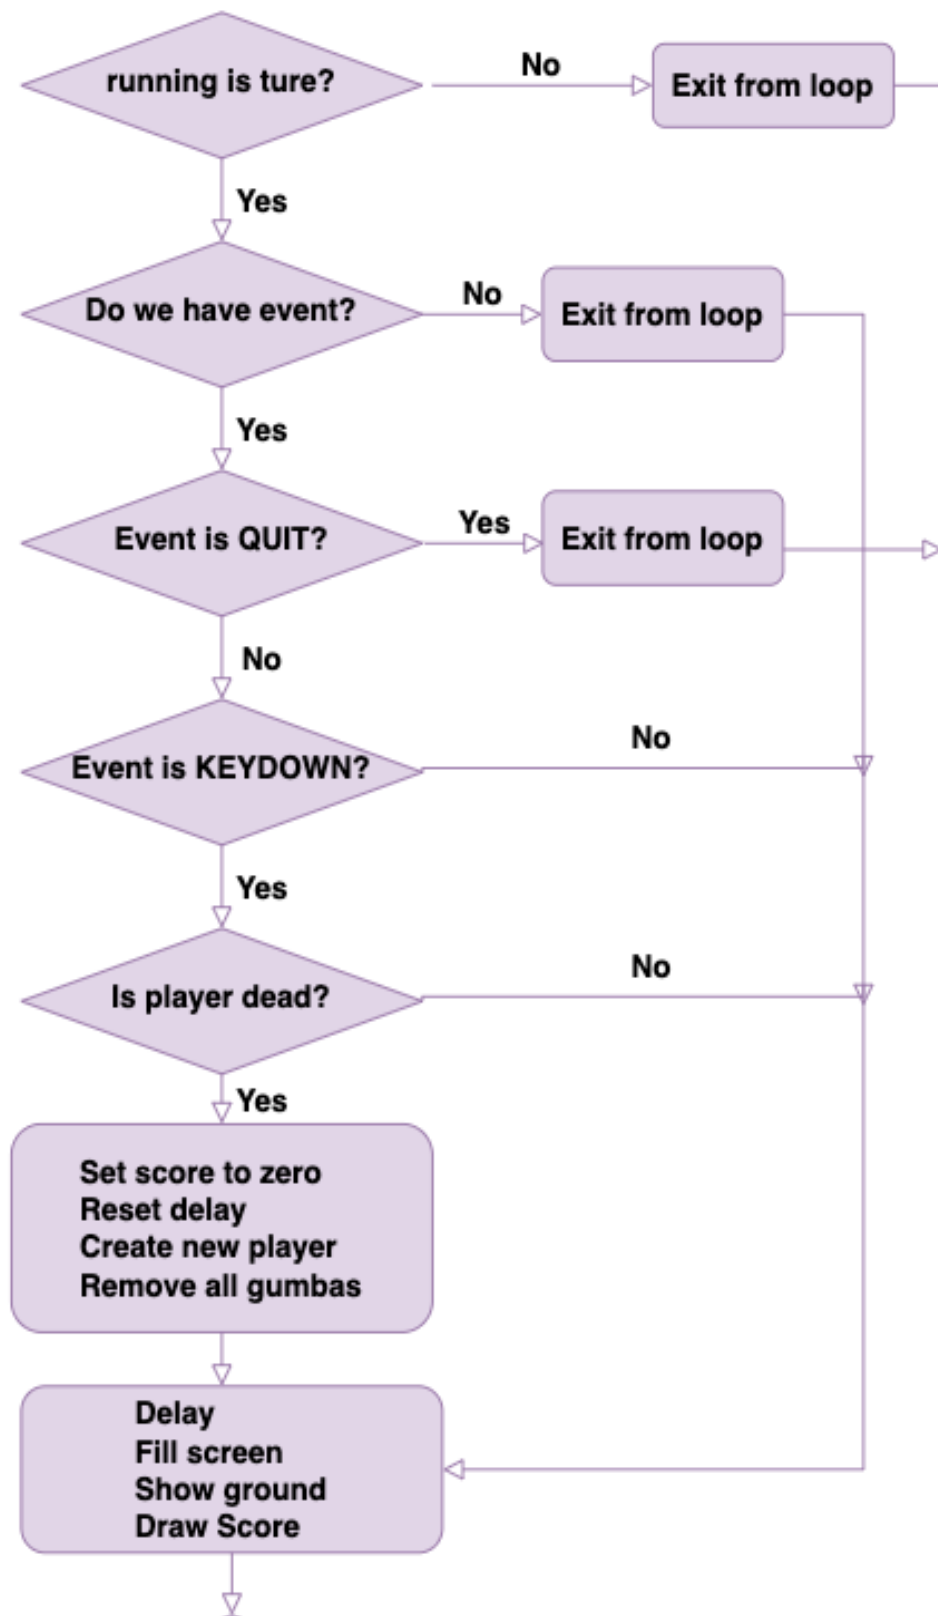 running is ture?
No
Exit from loop
Yes
Do we have event?
No
Exit from loop
Yes
Event is QUIT?
Yes
Exit from loop
No
Event is KEYDOWN?
No
Yes
Is player dead?
No
Yes
Set score to zero
Reset delay
Create new player
Remove all gumbas
Delay
Fill screen
Show ground
Draw Score